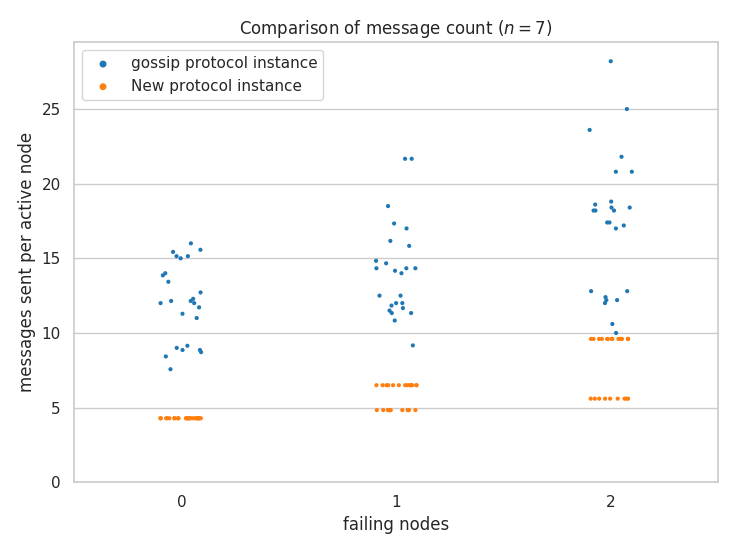 Comparison of message count (n = 7)
gossip protocol instance
New protocol instance
messages sent per active node
25
20
15
10
5
0
0 1 2
failing nodes